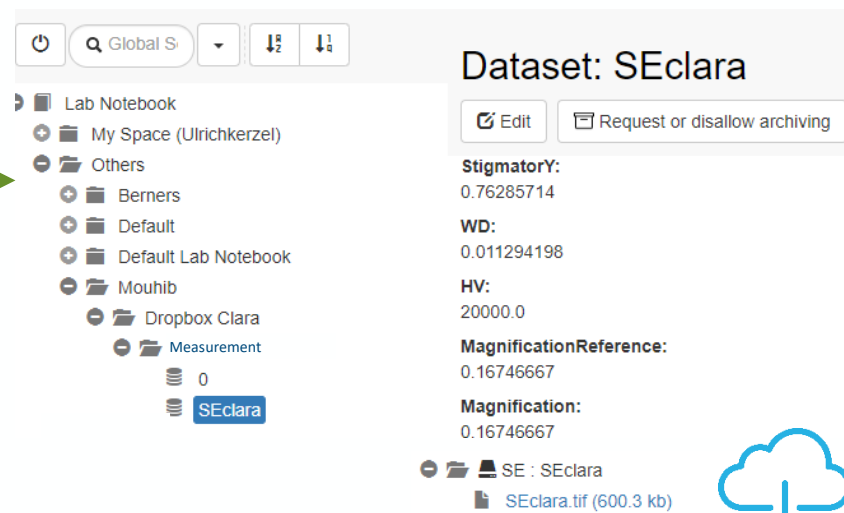 Global S
Lab Notebook
My Space (Ulrichkerzel)
Others
Berners
Default
Default Lab Notebook
Mouhib
Dropbox Clara
Measurement
0
SEclara
Dataset: SEclara
Edit
Request or disallow archiving
StigmatorY:
0.76285714
WD:
0.011294198
HV:
20000.0
MagnificationReference:
0.16746667
Magnification:
0.16746667
SE : SEclara
SEclara.tif (600.3 kb)